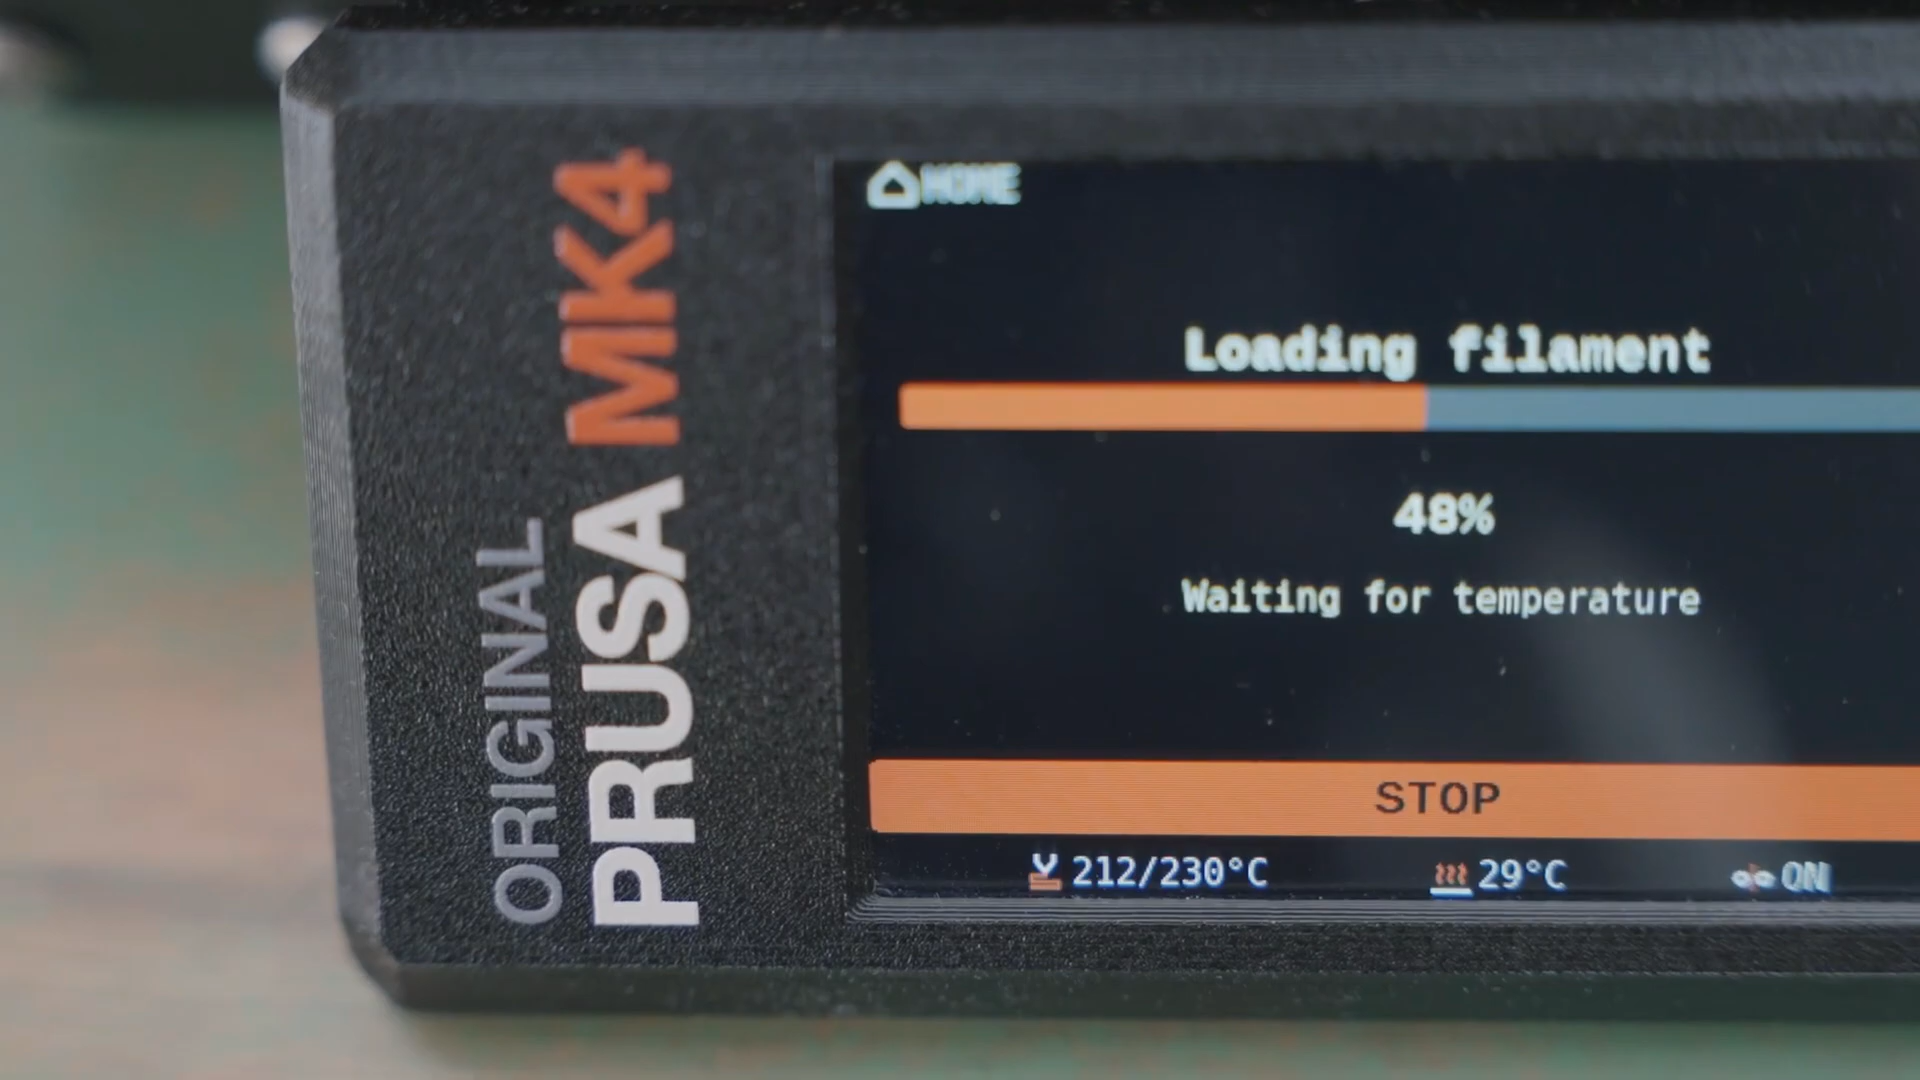 ORIGINAL
PRUSA MK4
HOME
Loading filament
48%
Waiting for temperature
STOP
212/230°C 29°C ON